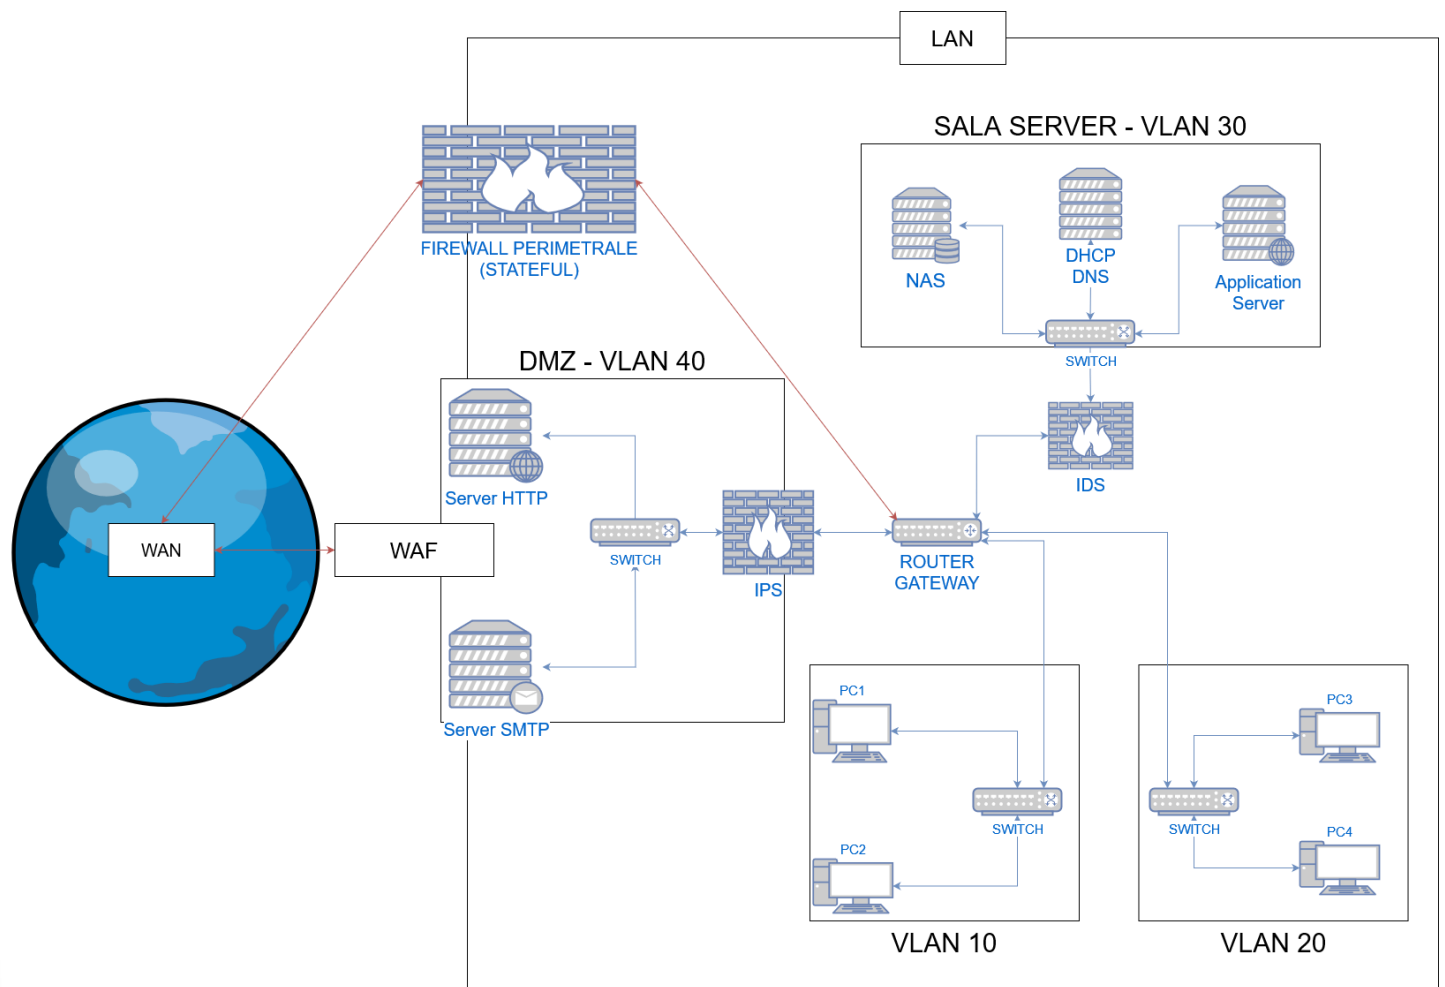 LAN
SALA SERVER - VLAN 30
FIREWALL PERIMETRALE
(STATEFUL)
NAS
DHCP
DNS
Application
Server
SWITCH
DMZ - VLAN 40
Server HTTP
IDS
WAN
WAF
SWITCH
IPS
ROUTER
GATEWAY
Server SMTP
PC1
PC2
SWITCH
VLAN 10
PC3
SWITCH
PC4
VLAN 20